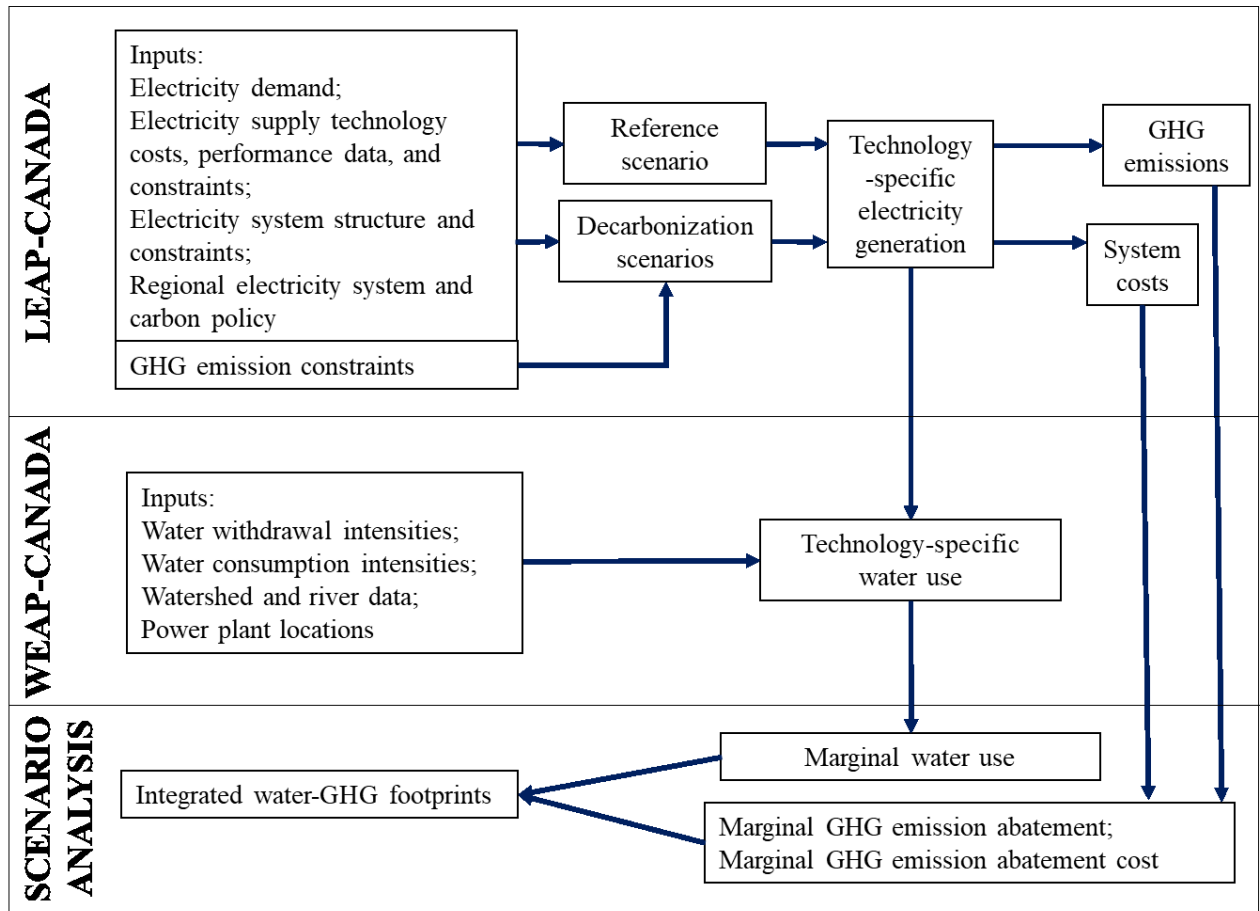 LEAP-CANADA
Inputs:
Electricity demand;
Electricity supply technology
costs, performance data, and
constraints;
Electricity system structure and
constraints;
Regional electricity system and
carbon policy
GHG emission constraints
Reference
scenario
Decarbonization
scenarios
Technology
-specific
electricity
generation
GHG
emissions
System
costs
WEAP-CANADA
Inputs:
Water withdrawal intensities;
Water consumption intensities;
Watershed and river data;
Power plant locations
Technology-specific
water use
SCENARIO
ANALYSIS
Integrated water-GHG footprints
Marginal water use
Marginal GHG emission abatement;
Marginal GHG emission abatement cost